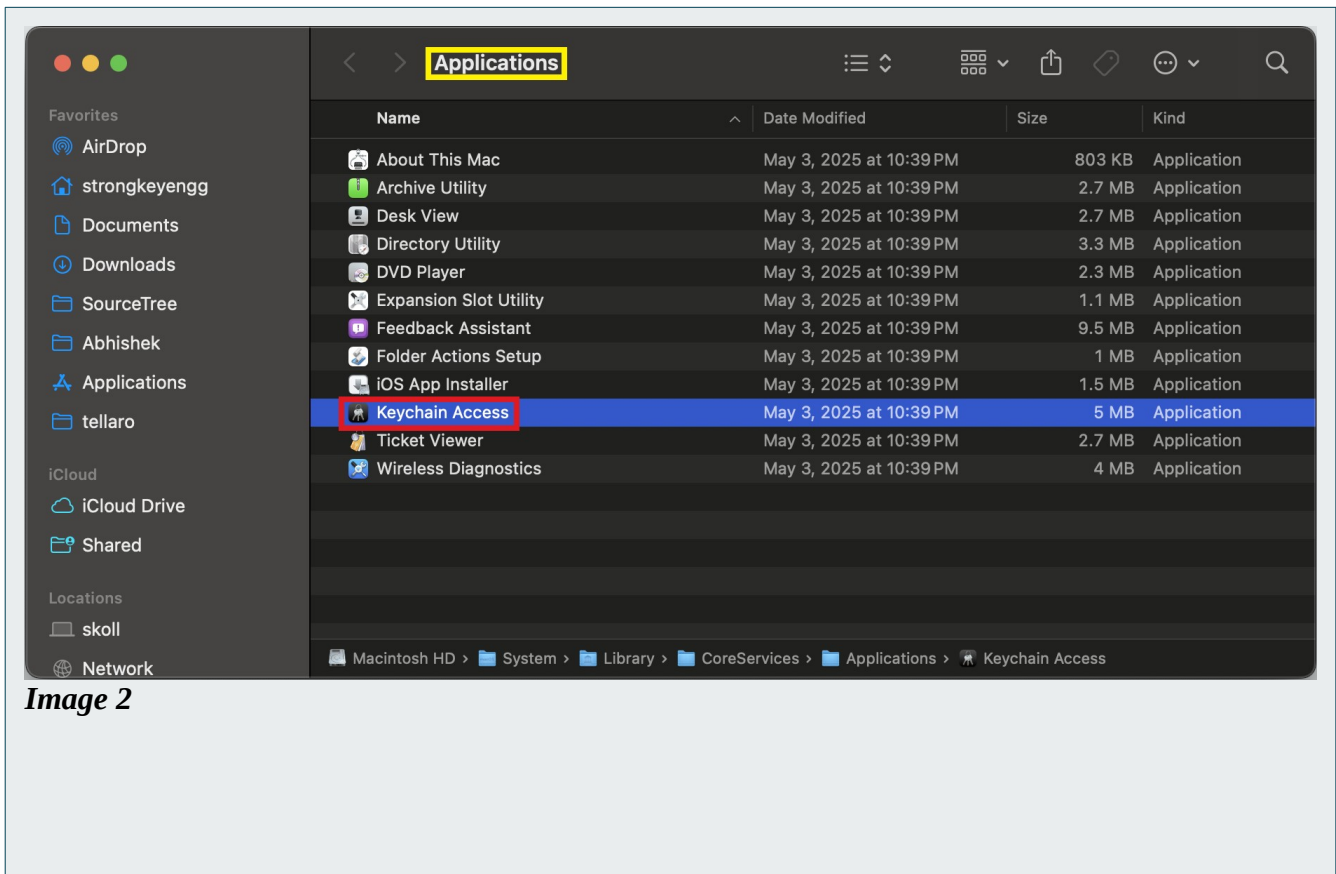 Applications
Favorites
AirDrop
strongkeyengg
Documents
Downloads
SourceTree
Abhishek
Applications
tellaro
iCloud
iCloud Drive
Shared
Locations
skoll
Network
Name Date Modified Size Kind
About This Mac May 3, 2025 at 10:39 PM 803 KB Application
Archive Utility May 3, 2025 at 10:39 PM 2.7 MB Application
Desk View May 3, 2025 at 10:39 PM 2.7 MB Application
Directory Utility May 3, 2025 at 10:39 PM 3.3 MB Application
DVD Player May 3, 2025 at 10:39 PM 2.3 MB Application
Expansion Slot Utility May 3, 2025 at 10:39 PM 1.1 MB Application
Feedback Assistant May 3, 2025 at 10:39 PM 9.5 MB Application
Folder Actions Setup May 3, 2025 at 10:39 PM 1 MB Application
iOS App Installer May 3, 2025 at 10:39 PM 1.5 MB Application
Keychain Access May 3, 2025 at 10:39 PM 5 MB Application
Ticket Viewer May 3, 2025 at 10:39 PM 2.7 MB Application
Wireless Diagnostics May 3, 2025 at 10:39 PM 4 MB Application
Macintosh HD › System › Library › CoreServices › Applications › Keychain Access
Image 2